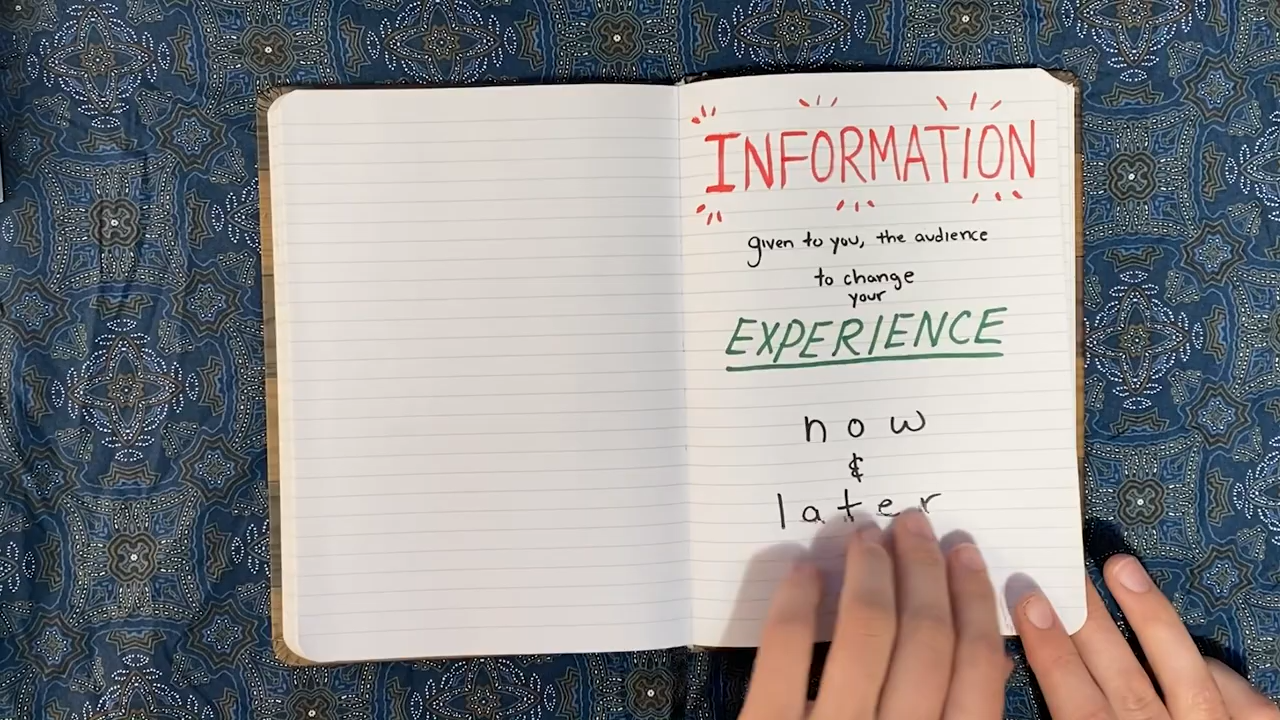 INFORMATION
given to you, the audience
to change
your
EXPERIENCE
now
&
later